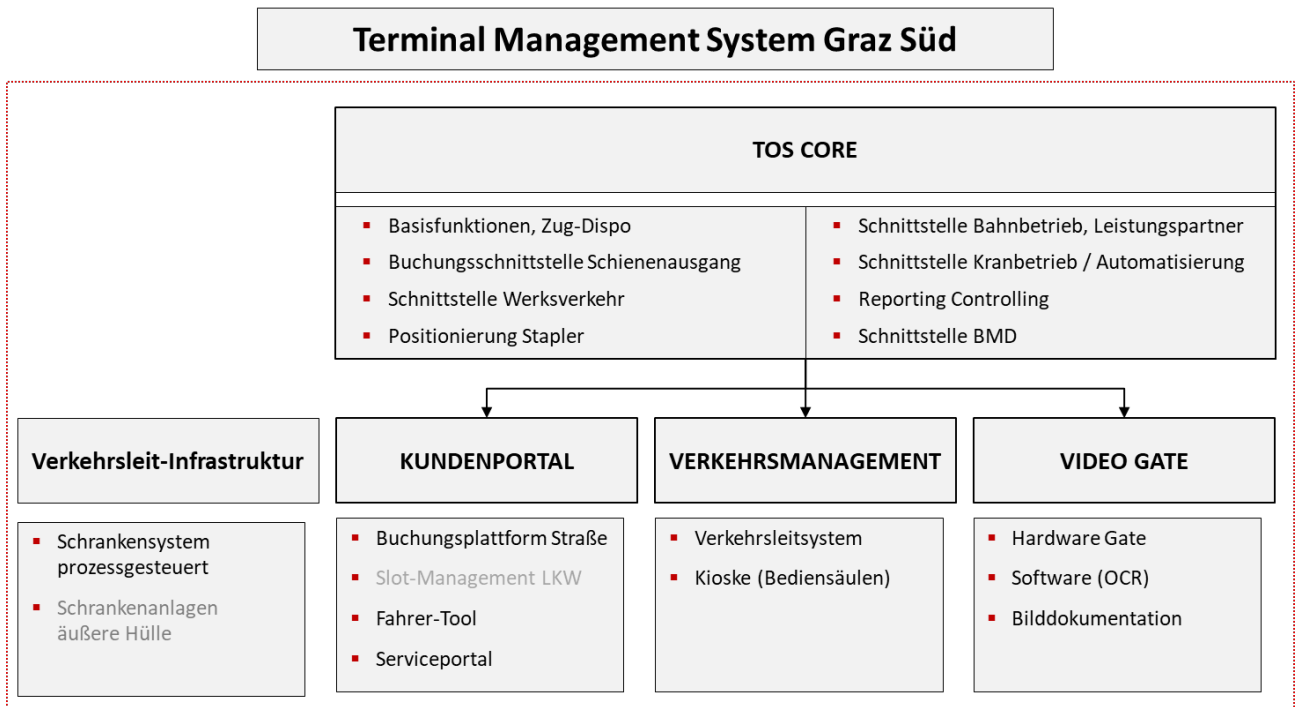 Terminal Management System Graz Süd
TOS CORE
Basisfunktionen, Zug-Dispo
Buchungsschnittstelle Schienenausgang
Schnittstelle Werksverkehr
Positionierung Stapler
Schnittstelle Bahnbetrieb, Leistungspartner
Schnittstelle Kranbetrieb / Automatisierung
Reporting Controlling
Schnittstelle BMD
Verkehrsleit-Infrastruktur
Schrankensystem
prozessgesteuert
Schrankenanlagen
äußere Hülle
KUNDENPORTAL
Buchungsplattform Straße
Slot-Management LKW
Fahrer-Tool
Serviceportal
VERKEHRSMANAGEMENT
Verkehrsleitsystem
Kioske (Bediensäulen)
VIDEO GATE
Hardware Gate
Software (OCR)
Bilddokumentation